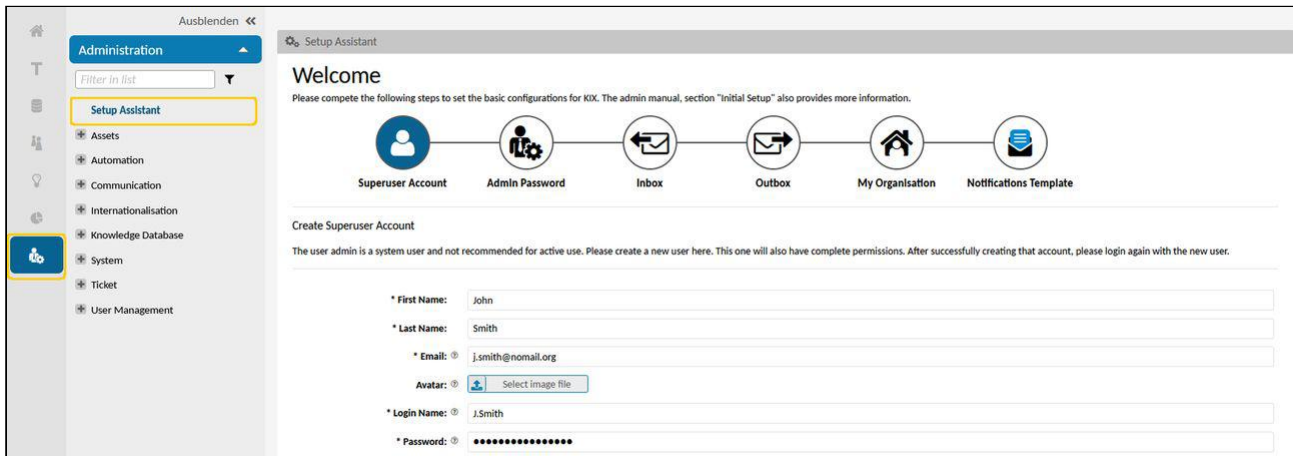 Ausblenden «
Administration
Filter in list
Setup Assistant
Assets
Automation
Communication
Internationalisation
Knowledge Database
System
Ticket
User Management
T
Setup Assistant
Welcome
Please compete the following steps to set the basic configurations for KIX. The admin manual, section "Initial Setup" also provides more information.
Superuser Account
Admin Password
Inbox
Outbox
My Organisation
Notifications Template
Create Superuser Account
The user admin is a system user and not recommended for active use. Please create a new user here. This one will also have complete permissions. After successfully creating that account, please login again with the new user.
* First Name: John
* Last Name: Smith
* Email: j.smith@nomail.org
Avatar: Select image file
* Login Name: J.Smith
* Password: ••••••••••••••••